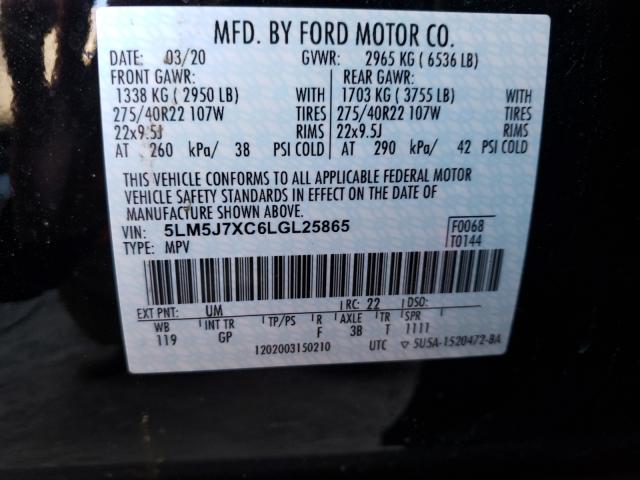 MFD. BY FORD MOTOR CO.
DATE: 03/20 GVWR: 2965 KG ( 6536 LB)
FRONT GAWR: REAR GAWR:
1338 KG ( 2950 LB) WITH 1703 KG ( 3755 LB) WITH
275/40R22 107W TIRES 275/40R22 107W TIRES
22x9.5J RIMS 22x9.5J RIMS
AT 260 kPa/ 38 PSI COLD AT 290 kPa/ 42 PSI COLD
THIS VEHICLE CONFORMS TO ALL APPLICABLE FEDERAL MOTOR
VEHICLE SAFETY STANDARDS IN EFFECT ON THE DATE OF
MANUFACTURE SHOWN ABOVE.
VIN: 5LM5J7XC6LGL25865 F0068
TYPE: MPV T0144
EXT PNT: UM RC: 22 DSO:
WB INT TR TP/PS R AXLE TR SPR
119 GP F 3B T 1111
1202003150210 UTC ▽ 5U5A-1520472-BA